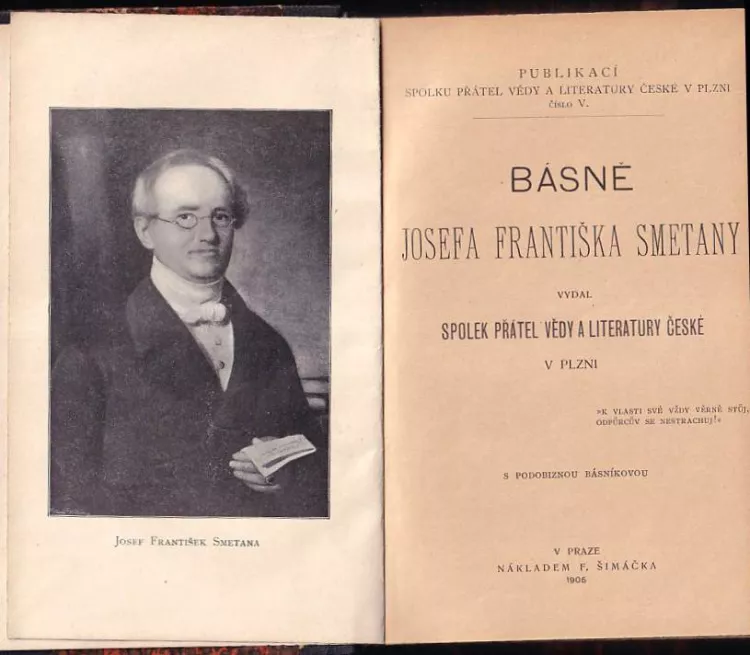 Josef František Smetana
PUBLIKACÍ
SPOLKU PŘÁTEL VĚDY A LITERATURY ČESKÉ V PLZNI
ČÍSLO V.
BÁSNĚ
JOSEFA FRANTIŠKA SMETANY
VYDAL
SPOLEK PŘÁTEL VĚDY A LITERATURY ČESKÉ
V PLZNI
»K VLASTI SVÉ VŽDY VĚRNĚ STŮJ,
ODPŮRCŮV SE NESTRACHUJ!«
S PODOBIZNOU BÁSNÍKOVOU
V PRAZE
NÁKLADEM F. ŠIMÁČKA
1906